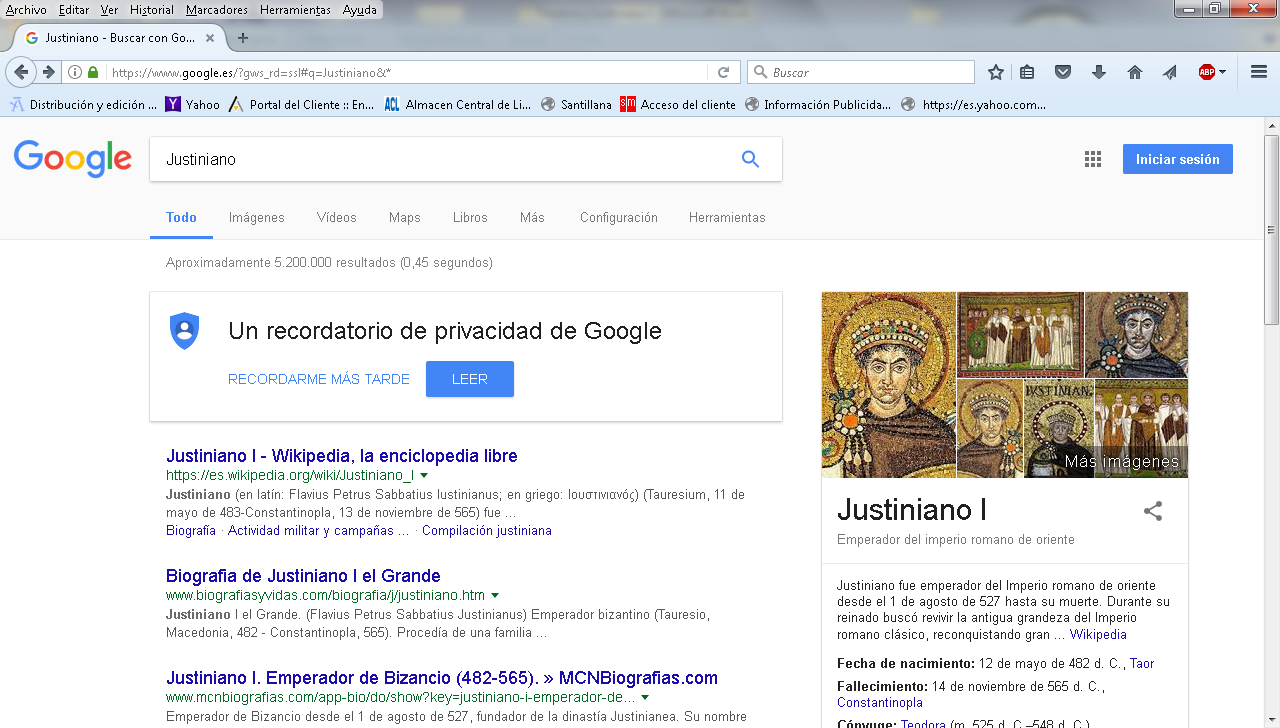 Archivo Editar Ver Historial Marcadores Herramientas Ayuda
Justiniano - Buscar con Go...
https://www.google.es/?gws_rd=ssl#q=Justiniano&*
Buscar
ABP
Distribución y edición ... Yahoo Portal del Cliente :: En... ACL Almacén Central de Li... Santillana sm Acceso del cliente Información Publicida... https://es.yahoo.com...
Google
Justiniano
Iniciar sesión
Todo Imágenes Vídeos Maps Libros Más Configuración Herramientas
Aproximadamente 5.200.000 resultados (0,45 segundos)
Un recordatorio de privacidad de Google
RECORDARME MÁS TARDE LEER
Justiniano I - Wikipedia, la enciclopedia libre
https://es.wikipedia.org/wiki/Justiniano_I
Justiniano (en latín: Flavius Petrus Sabbatius Iustinianus; en griego: Ιουστινιανός) (Tauresium, 11 de
mayo de 483-Constantinopla, 13 de noviembre de 565) fue ...
Biografía · Actividad militar y campañas ... · Compilación justiniana
Biografia de Justiniano I el Grande
www.biografiasyvidas.com/biografia/j/justiniano.htm
Justiniano I el Grande. (Flavius Petrus Sabbatius Justinianus) Emperador bizantino (Tauresio,
Macedonia, 482 - Constantinopla, 565). Procedía de una familia ...
Justiniano I. Emperador de Bizancio (482-565). » MCNBiografias.com
www.mcnbiografias.com/app-bio/do/show?key=justiniano-i-emperador-de...
Emperador de Bizancio desde el 1 de agosto de 527, fundador de la dinastía Justinianea. Su nombre
Más imágenes
Justiniano I
Emperador del imperio romano de oriente
Justiniano fue emperador del Imperio romano de oriente
desde el 1 de agosto de 527 hasta su muerte. Durante su
reinado buscó revivir la antigua grandeza del Imperio
romano clásico, reconquistando gran ... Wikipedia
Fecha de nacimiento: 12 de mayo de 482 d. C., Taor
Fallecimiento: 14 de noviembre de 565 d. C.,
Constantinopla
Cónyuge: Teodora (m. 525 d. C.–548 d. C.)